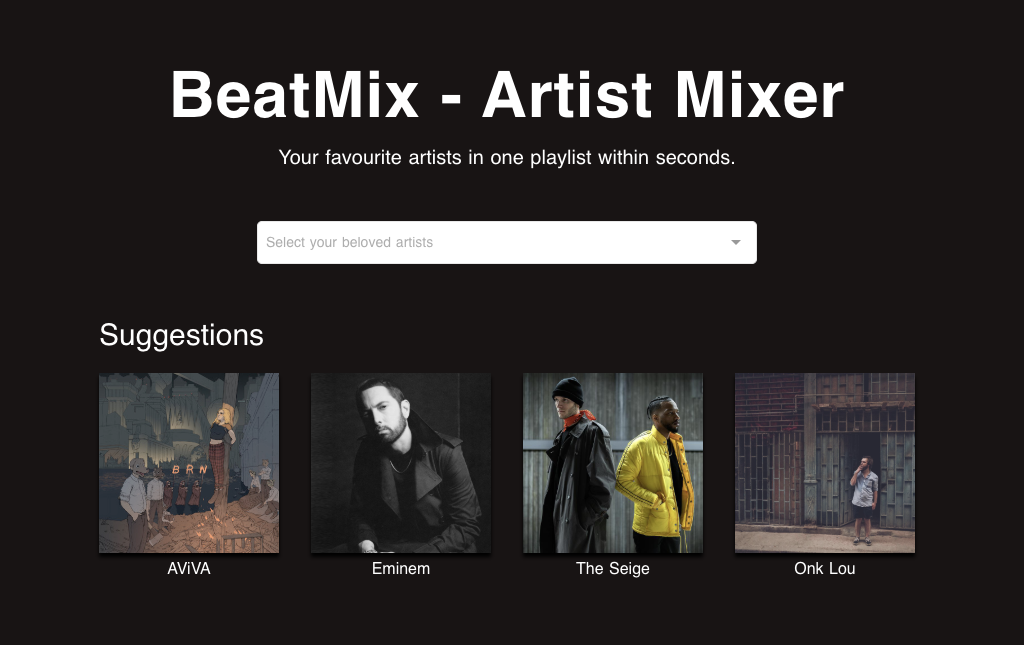 BeatMix - Artist Mixer
Your favourite artists in one playlist within seconds.
Select your beloved artists
Suggestions
BRN
AViVA
Eminem
The Seige
Onk Lou